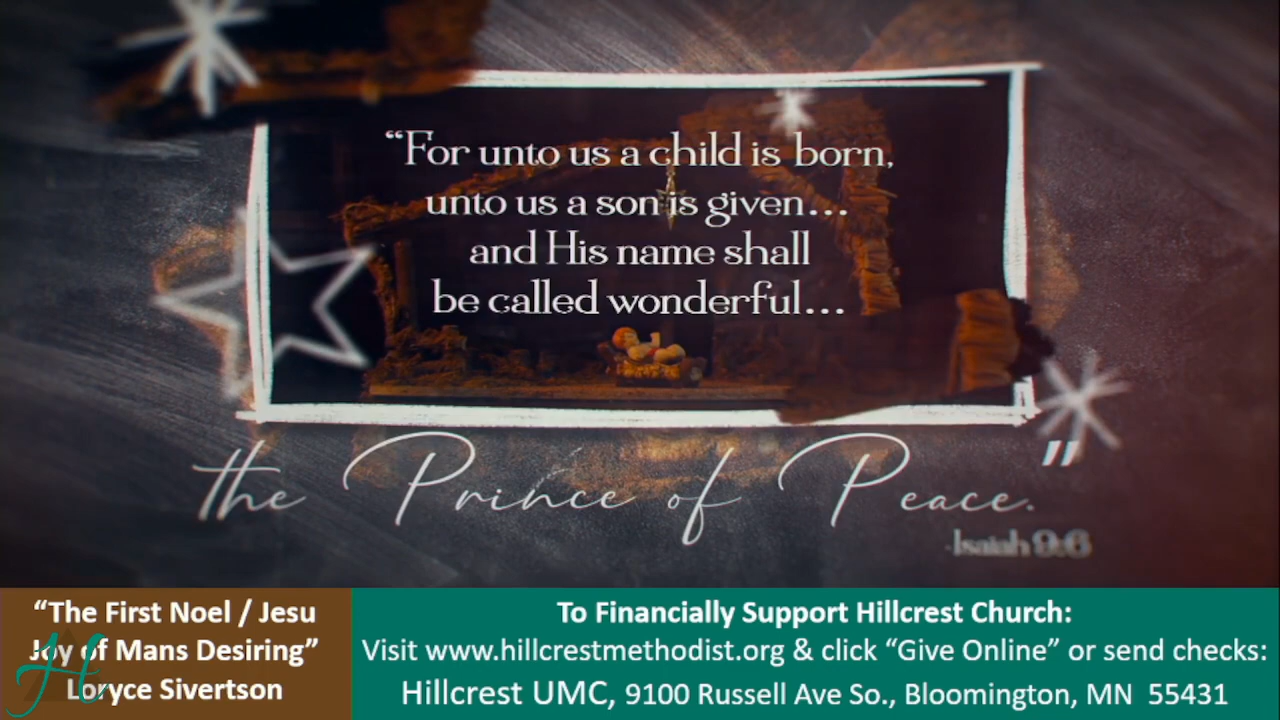 “For unto us a child is born,
unto us a son is given...
and His name shall
be called wonderful...
the Prince of Peace.”
-Isaiah 9:6
“The First Noel / Jesu
Joy of Mans Desiring”
Loryce Sivertson
To Financially Support Hillcrest Church:
Visit www.hillcrestmethodist.org & click “Give Online” or send checks:
Hillcrest UMC, 9100 Russell Ave So., Bloomington, MN 55431